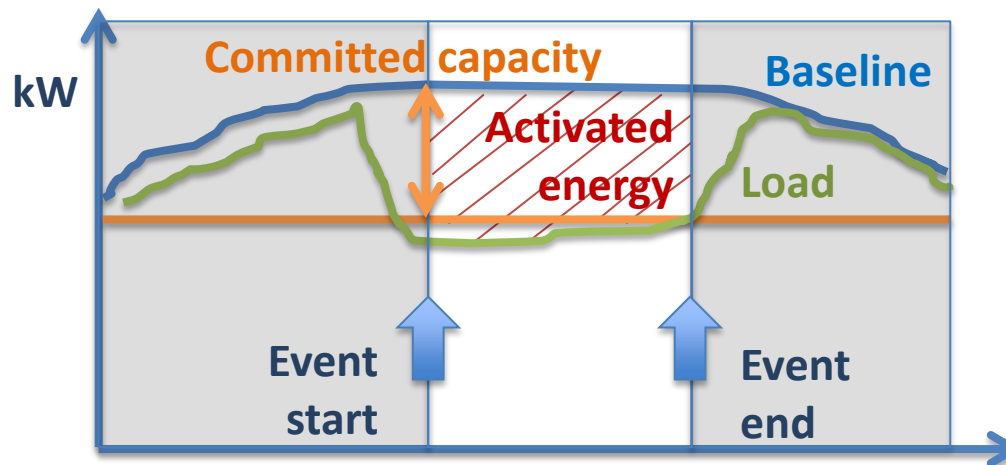 Committed capacity
kW
Baseline
Activated
energy
Load
Event
start
Event
end